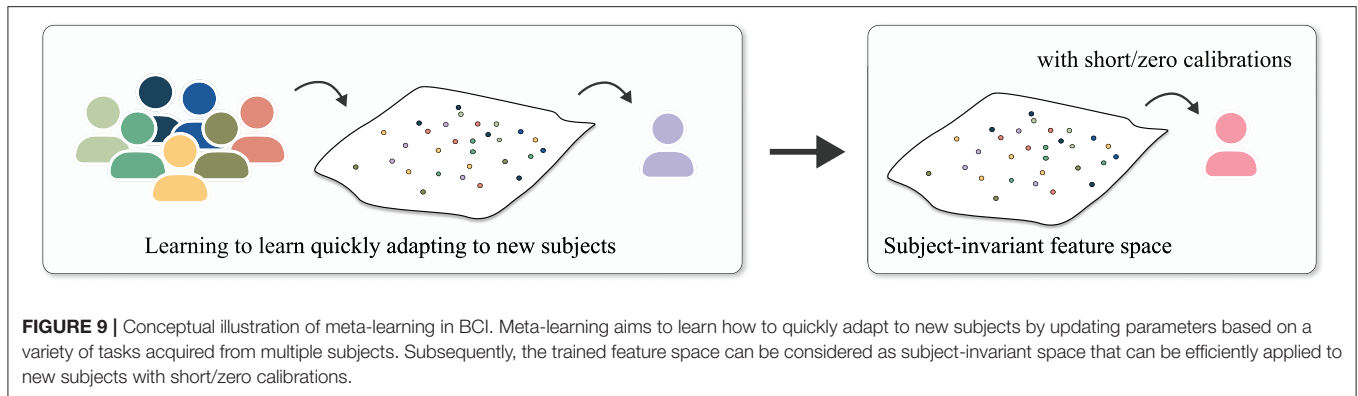 with short/zero calibrations
Learning to learn quickly adapting to new subjects
Subject-invariant feature space
FIGURE 9 | Conceptual illustration of meta-learning in BCI. Meta-learning aims to learn how to quickly adapt to new subjects by updating parameters based on a
variety of tasks acquired from multiple subjects. Subsequently, the trained feature space can be considered as subject-invariant space that can be efficiently applied to
new subjects with short/zero calibrations.